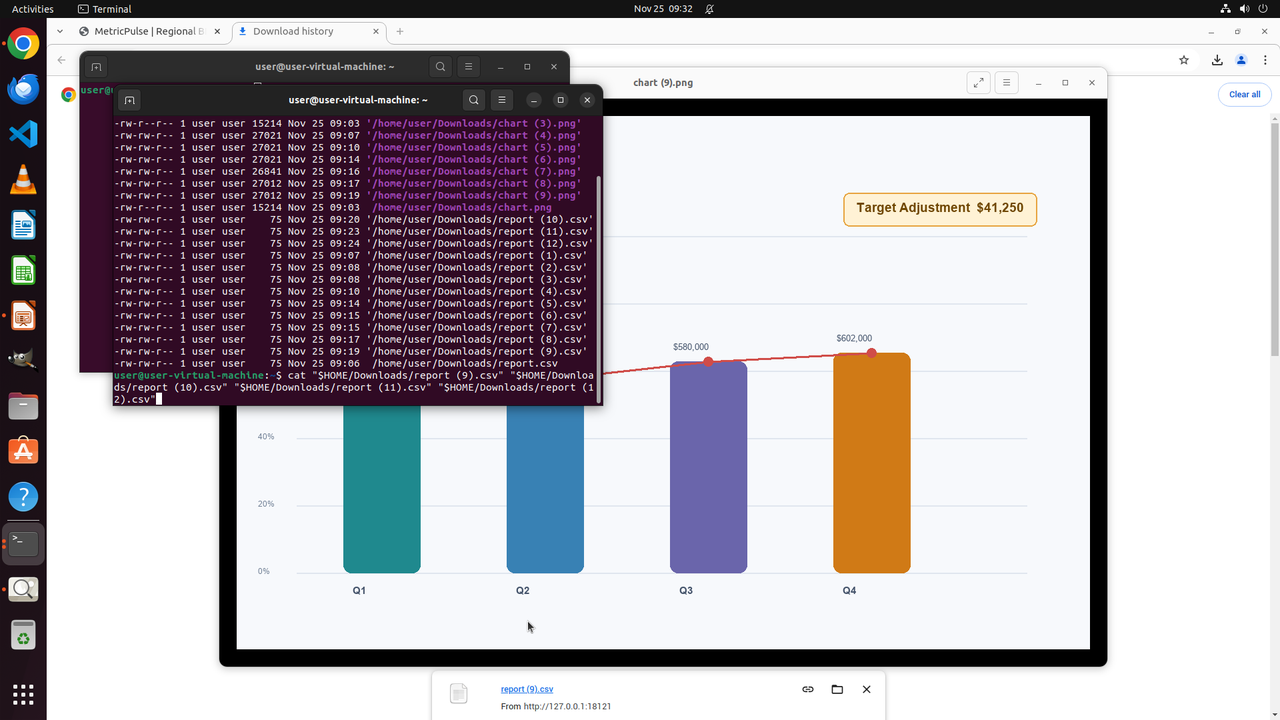 Activities
Terminal
Nov 25 09:32
MetricPulse | Regional B
Download history
Clear all
user@user-virtual-machine: ~
user@
chart (9).png
user@user-virtual-machine: ~
-rw-r--r-- 1 user user 15214 Nov 25 09:03 '/home/user/Downloads/chart (3).png'
-rw-rw-r-- 1 user user 27021 Nov 25 09:07 '/home/user/Downloads/chart (4).png'
-rw-rw-r-- 1 user user 27021 Nov 25 09:10 '/home/user/Downloads/chart (5).png'
-rw-rw-r-- 1 user user 27021 Nov 25 09:14 '/home/user/Downloads/chart (6).png'
-rw-rw-r-- 1 user user 26841 Nov 25 09:16 '/home/user/Downloads/chart (7).png'
-rw-rw-r-- 1 user user 27012 Nov 25 09:17 '/home/user/Downloads/chart (8).png'
-rw-rw-r-- 1 user user 27012 Nov 25 09:19 '/home/user/Downloads/chart (9).png'
-rw-rw-r-- 1 user user 15214 Nov 25 09:03 /home/user/Downloads/chart.png
-rw-rw-r-- 1 user user 75 Nov 25 09:20 '/home/user/Downloads/report (10).csv'
-rw-rw-r-- 1 user user 75 Nov 25 09:23 '/home/user/Downloads/report (11).csv'
-rw-rw-r-- 1 user user 75 Nov 25 09:24 '/home/user/Downloads/report (12).csv'
-rw-rw-r-- 1 user user 75 Nov 25 09:07 '/home/user/Downloads/report (1).csv'
-rw-rw-r-- 1 user user 75 Nov 25 09:08 '/home/user/Downloads/report (2).csv'
-rw-rw-r-- 1 user user 75 Nov 25 09:08 '/home/user/Downloads/report (3).csv'
-rw-rw-r-- 1 user user 75 Nov 25 09:10 '/home/user/Downloads/report (4).csv'
-rw-rw-r-- 1 user user 75 Nov 25 09:14 '/home/user/Downloads/report (5).csv'
-rw-rw-r-- 1 user user 75 Nov 25 09:15 '/home/user/Downloads/report (6).csv'
-rw-rw-r-- 1 user user 75 Nov 25 09:15 '/home/user/Downloads/report (7).csv'
-rw-rw-r-- 1 user user 75 Nov 25 09:17 '/home/user/Downloads/report (8).csv'
-rw-rw-r-- 1 user user 75 Nov 25 09:19 '/home/user/Downloads/report (9).csv'
-rw-rw-r-- 1 user user 75 Nov 25 09:06 /home/user/Downloads/report.csv
user@user-virtual-machine:~$ cat "$HOME/Downloads/report (9).csv" "$HOME/Downloa
ds/report (10).csv" "$HOME/Downloads/report (11).csv" "$HOME/Downloads/report (1
2).csv"
Target Adjustment $41,250
$580,000
$602,000
40%
20%
0%
Q1
Q2
Q3
Q4
report (9).csv
From http://127.0.0.1:18121